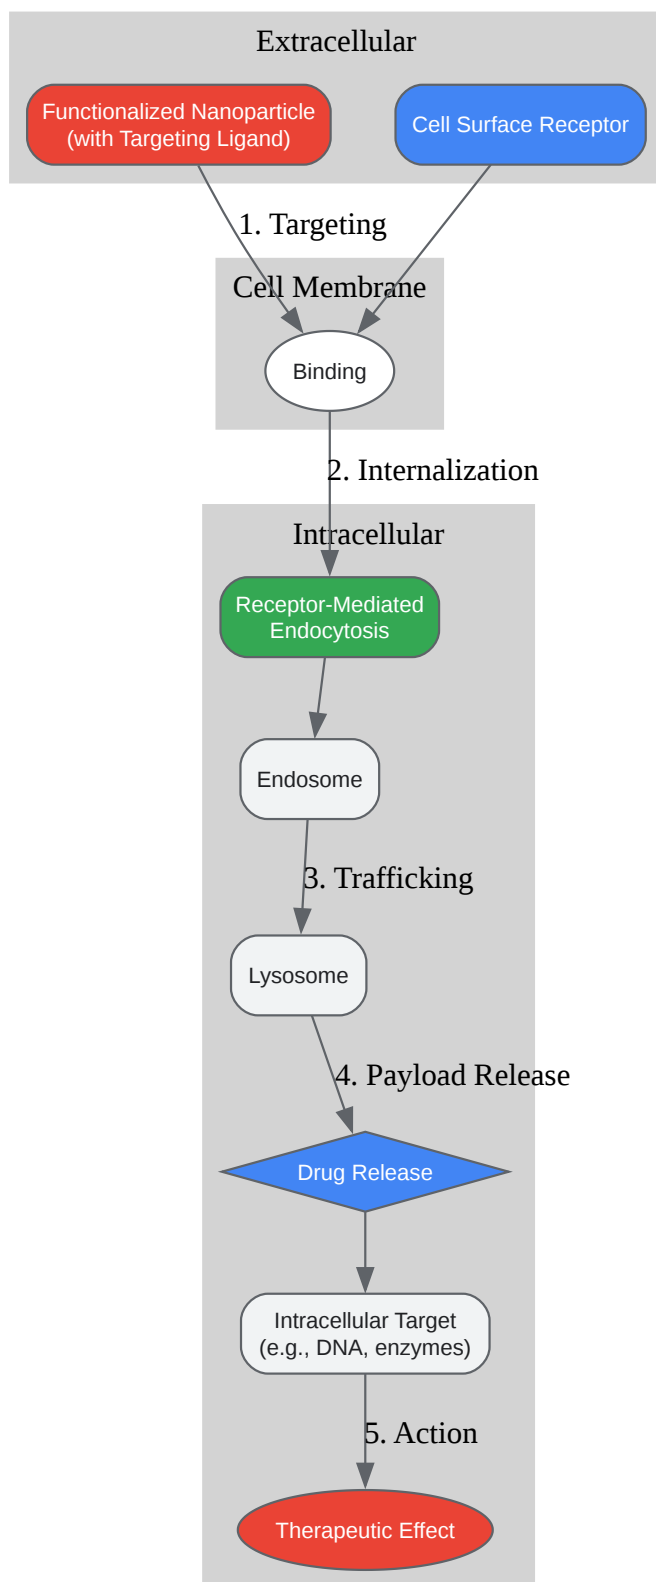 Extracellular
Functionalized Nanoparticle
(with Targeting Ligand)
Cell Surface Receptor
1. Targeting
Cell Membrane
Binding
2. Internalization
Intracellular
Receptor-Mediated
Endocytosis
Endosome
3. Trafficking
Lysosome
4. Payload Release
Drug Release
Intracellular Target
(e.g., DNA, enzymes)
5. Action
Therapeutic Effect